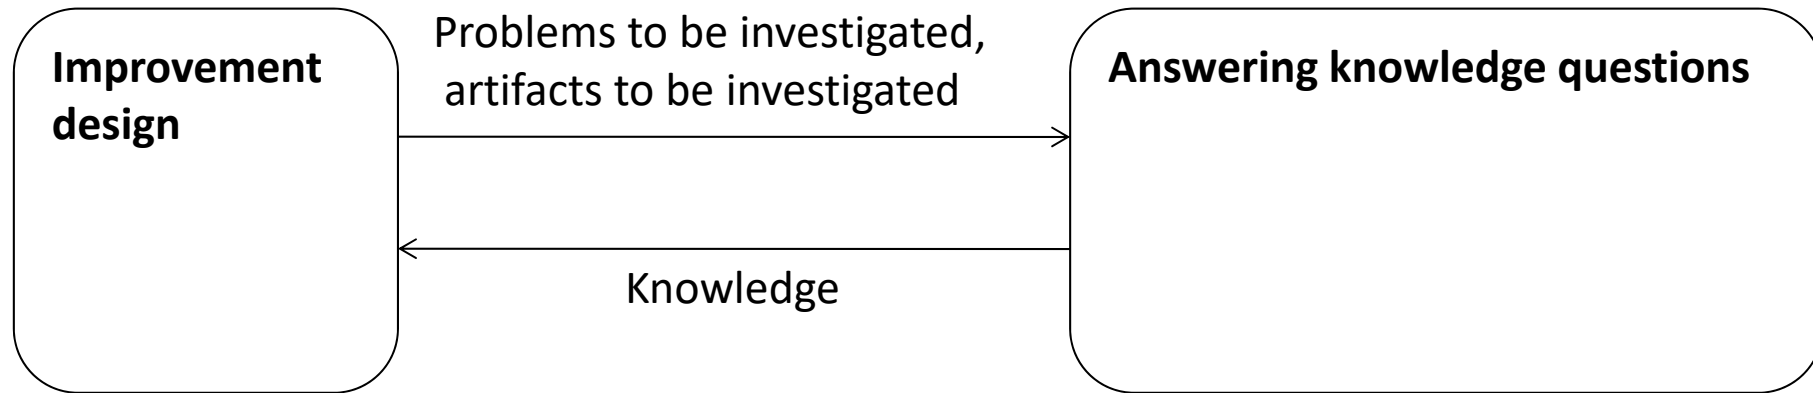 Improvement
design
Problems to be investigated,
artifacts to be investigated
Knowledge
Answering knowledge questions